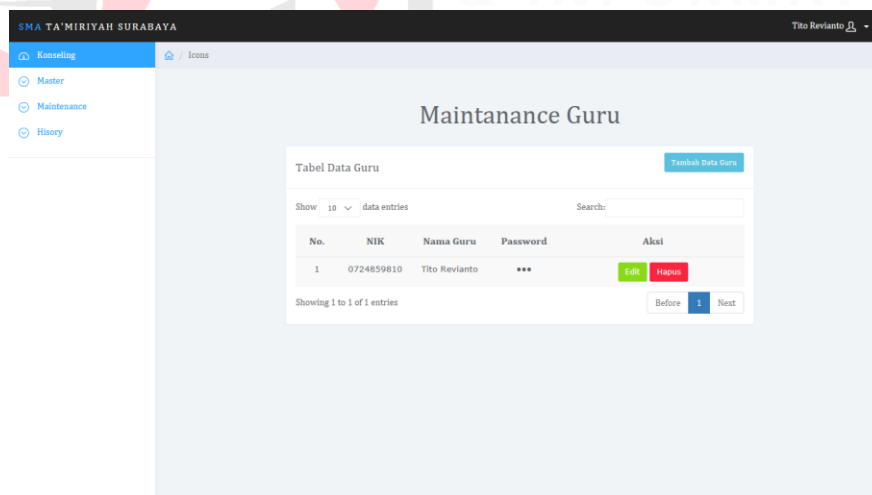 SMA TA'MIRIYAH SURABAYA
Tito Revianto
Konseling
/ Icons
Master
Maintenance
Hisory
Maintanance Guru
Tabel Data Guru
Tambah Data Guru
Show 10 data entries
Search:
No. NIK Nama Guru Password Aksi
1 0724859810 Tito Revianto ••• Edit Hapus
Showing 1 to 1 of 1 entries
Before 1 Next